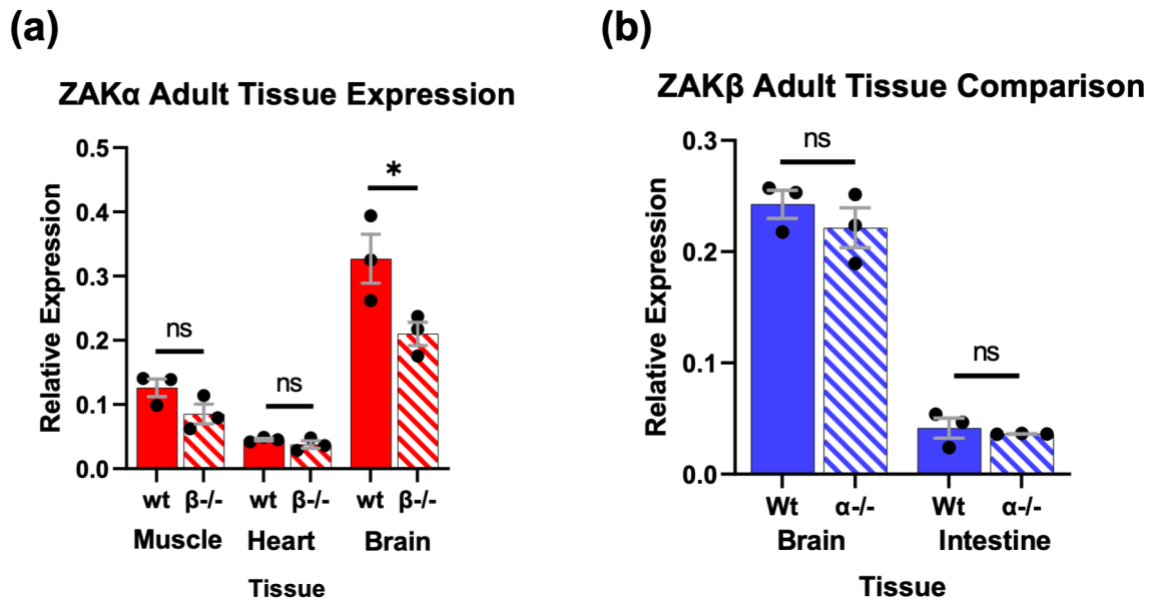 (a)
ZAKα Adult Tissue Expression
Relative Expression
0.5
0.4
0.3
0.2
0.1
0.0
ns
ns
*
wt β-/- wt β-/- wt β-/-
Muscle Heart Brain
Tissue
(b)
ZAKβ Adult Tissue Comparison
Relative Expression
0.3
0.2
0.1
0.0
ns
ns
Wt α-/- Wt α-/-
Brain Intestine
Tissue